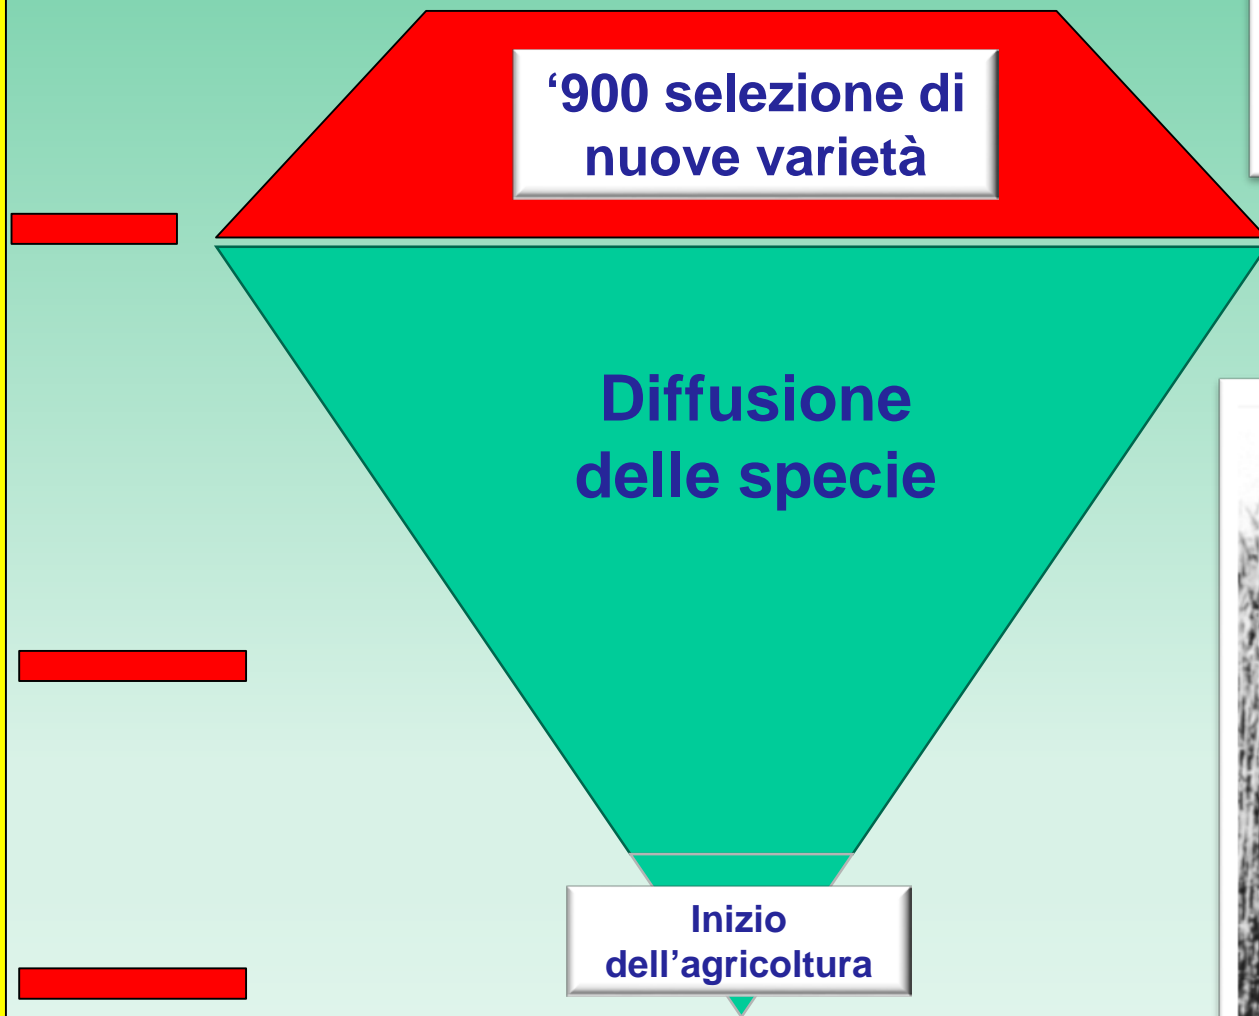 ‘900 selezione di
nuove varietà
Diffusione
delle specie
Inizio
dell’agricoltura